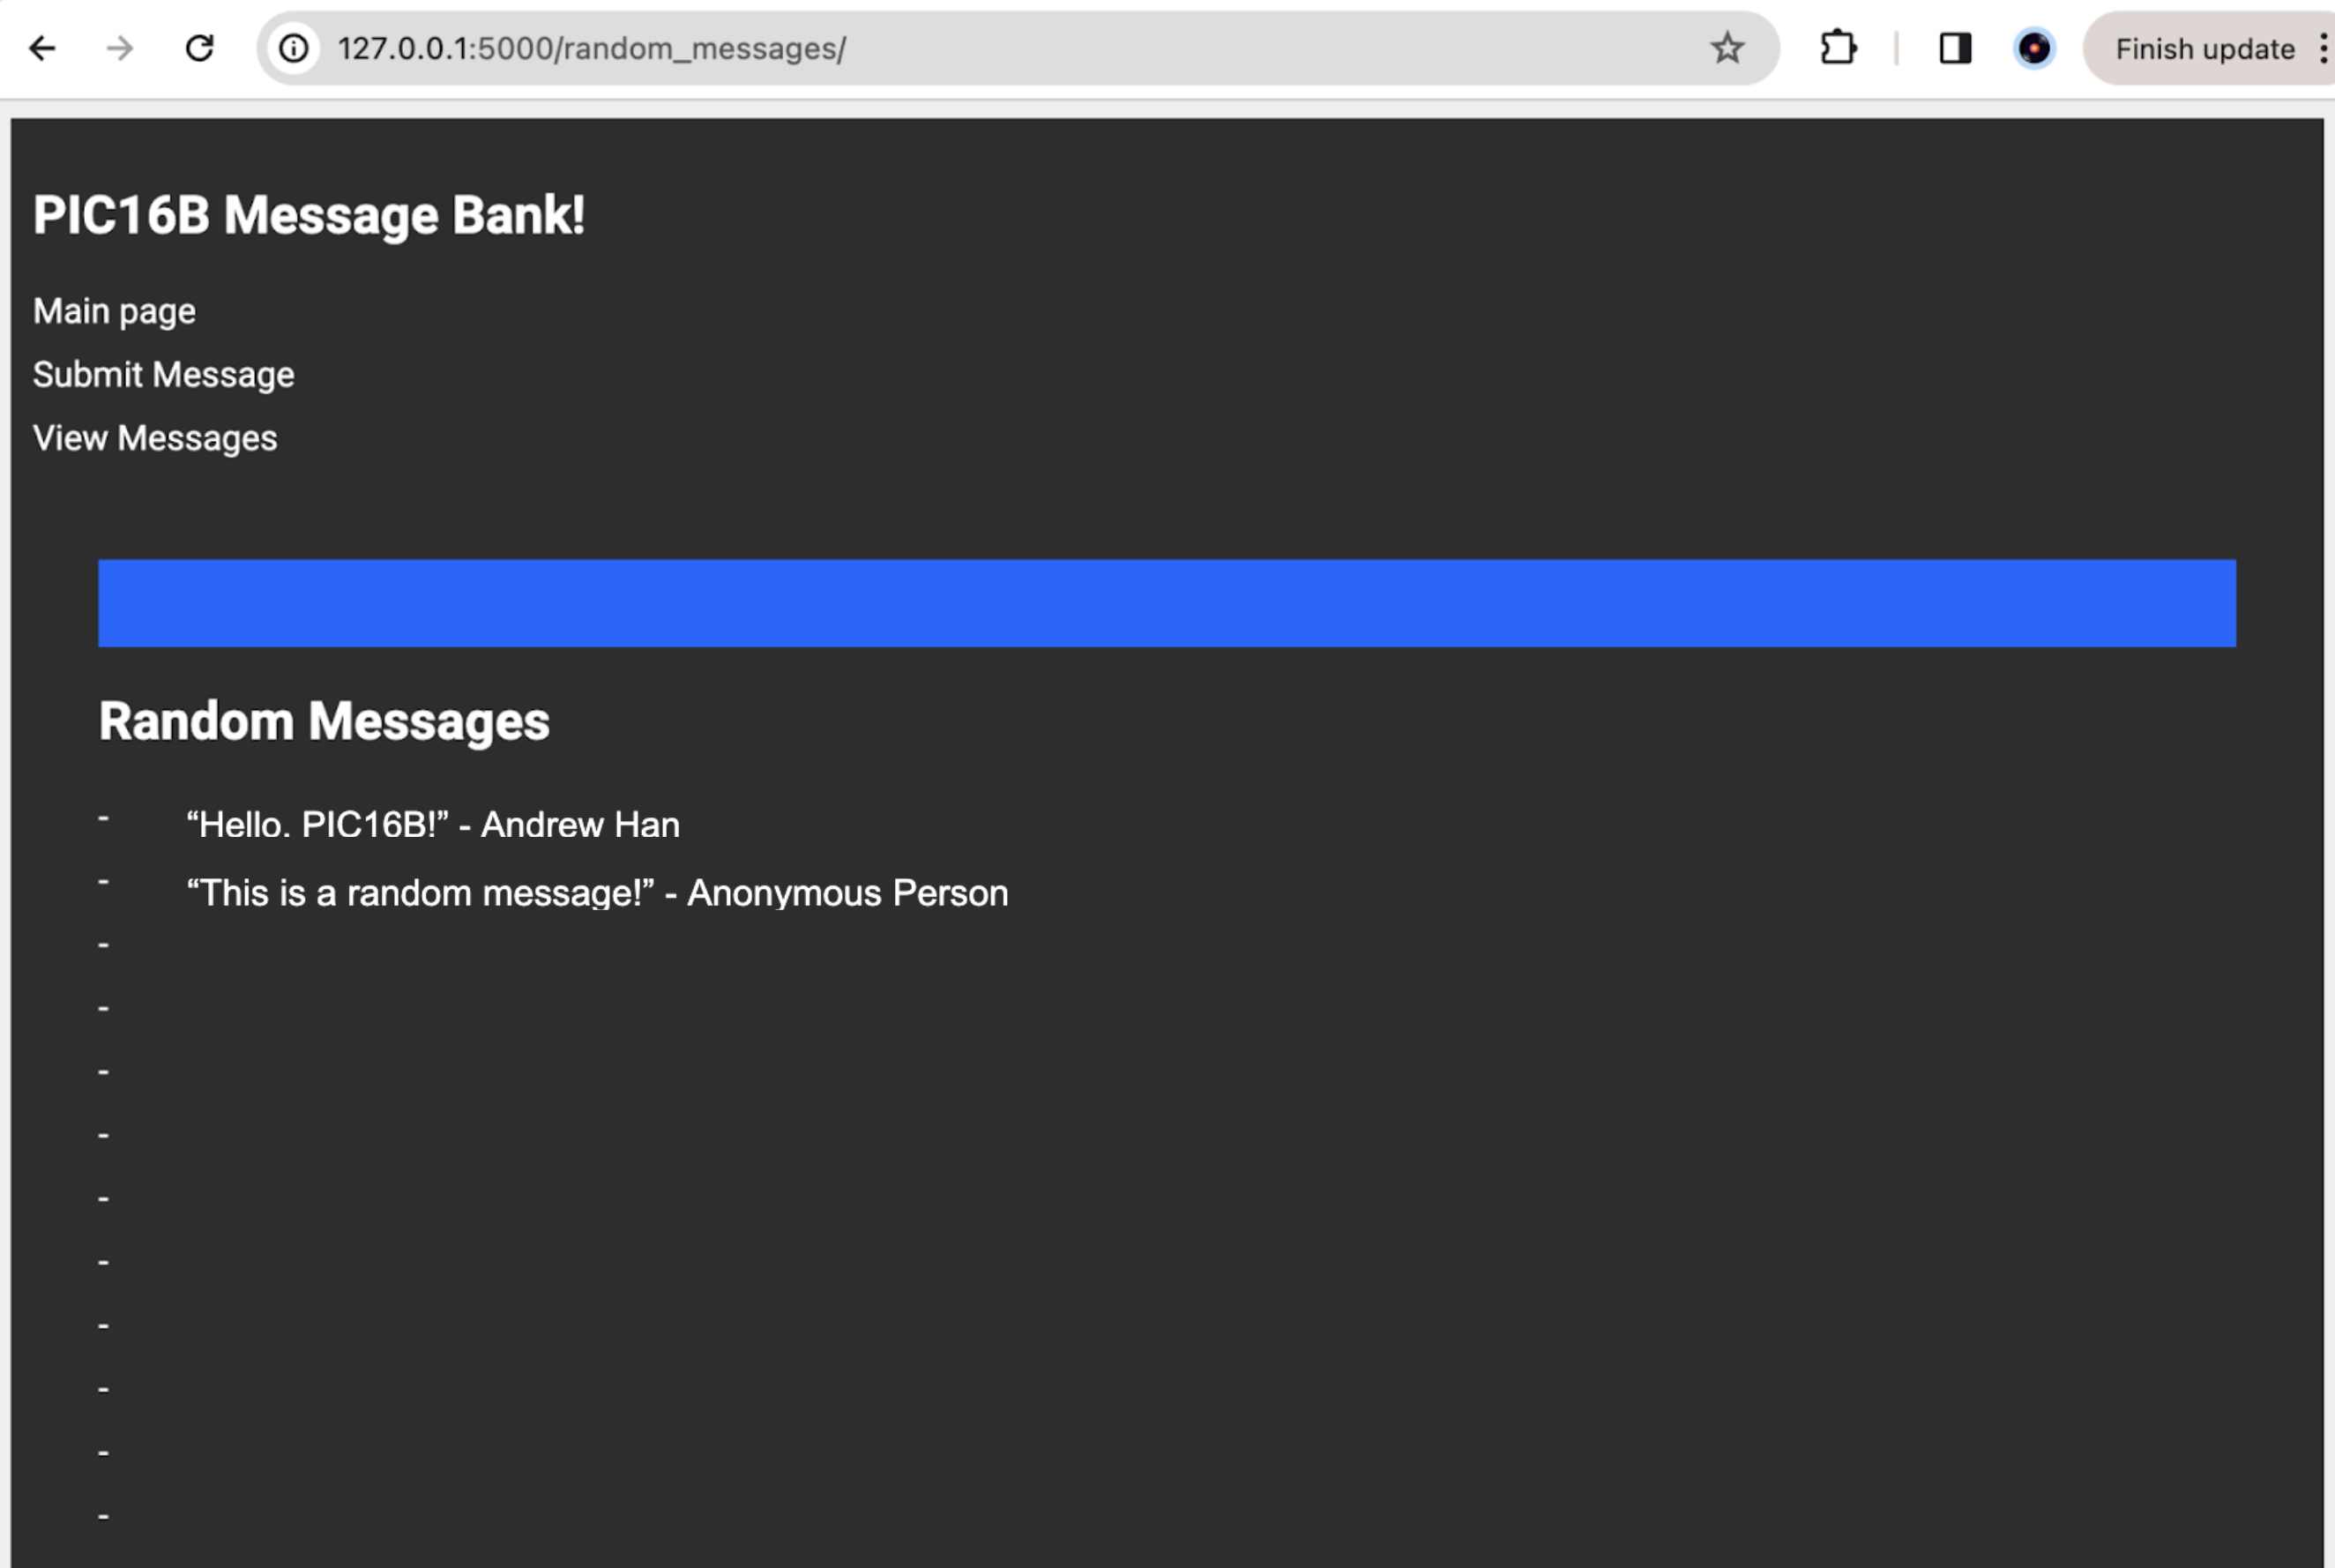 127.0.0.1:5000/random_messages/
Finish update
PIC16B Message Bank!
Main page
Submit Message
View Messages
Random Messages
- “Hello. PIC16B!” - Andrew Han
- “This is a random message!” - Anonymous Person
-
-
-
-
-
-
-
-
-
-